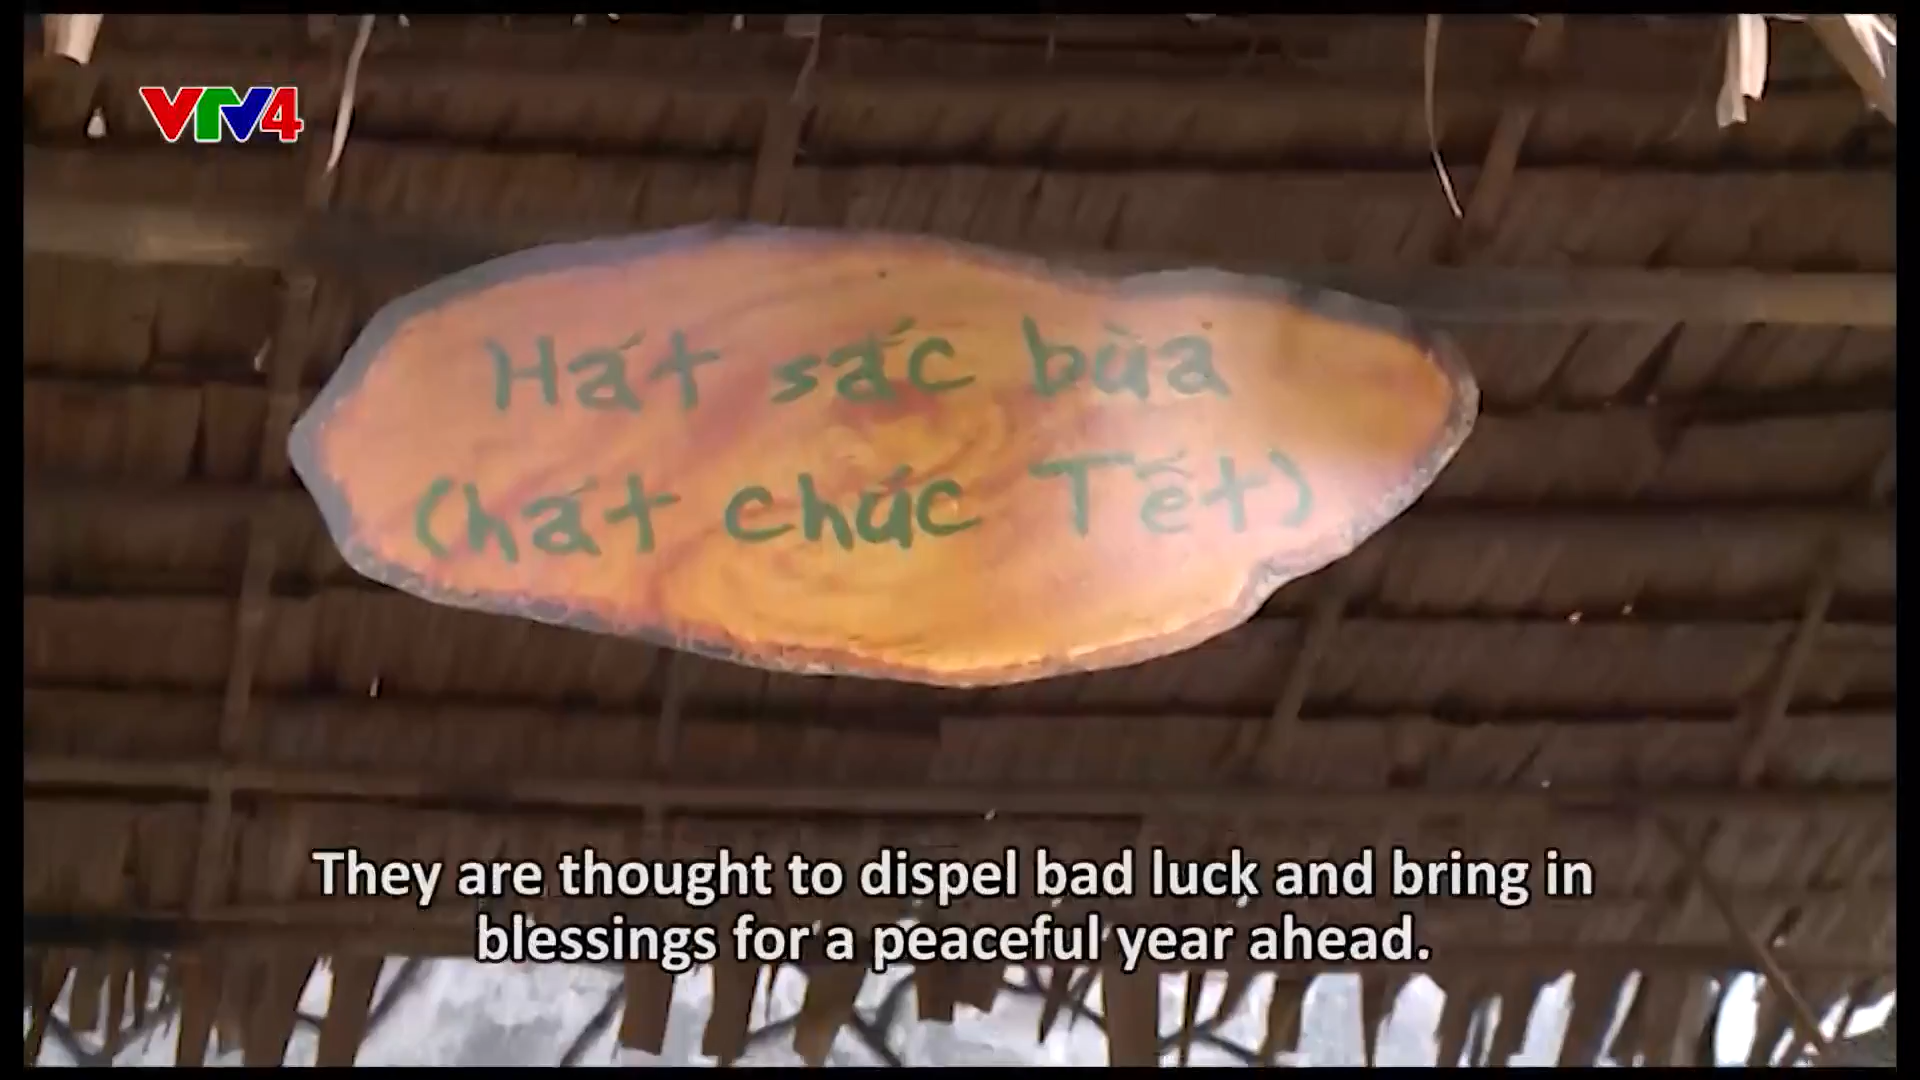 VTV4
Hát sắc bùa
(hát chúc Tết)
They are thought to dispel bad luck and bring in
blessings for a peaceful year ahead.